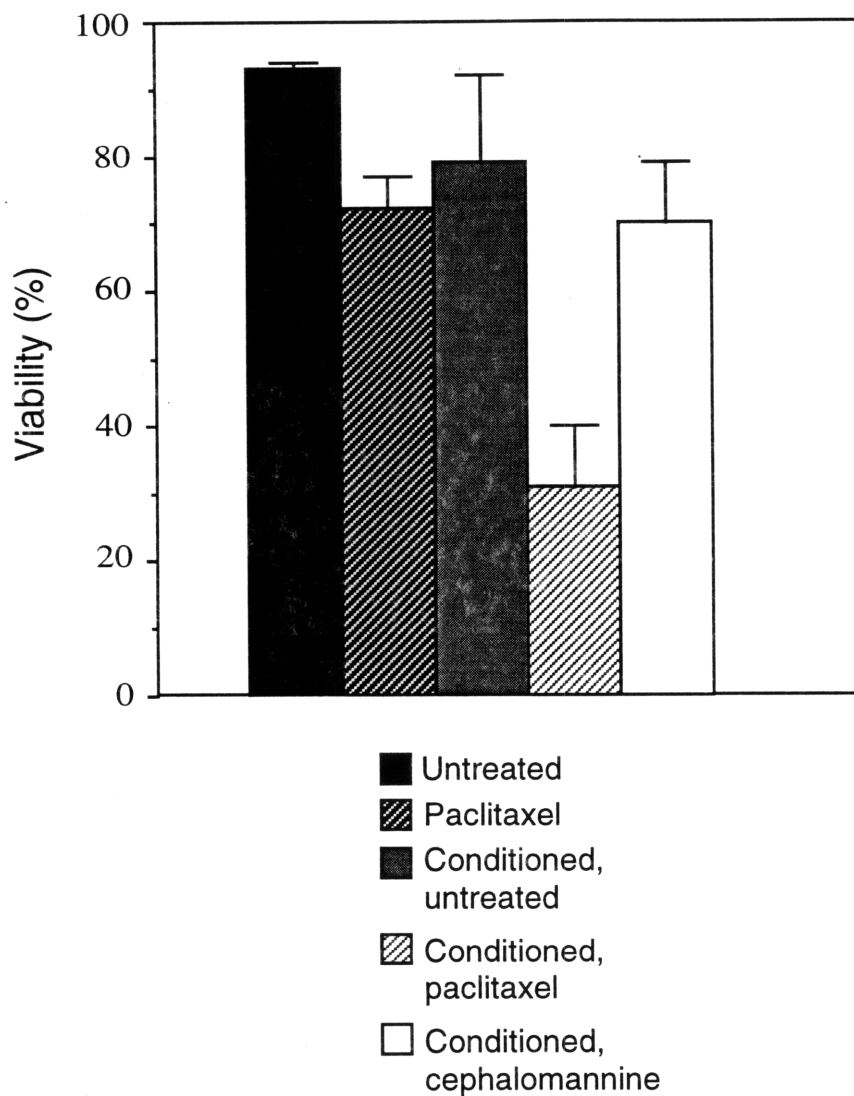 100
80
60
40
20
0
Viability (%)
Untreated
Paclitaxel
Conditioned,
untreated
Conditioned,
paclitaxel
Conditioned,
cephalomannine